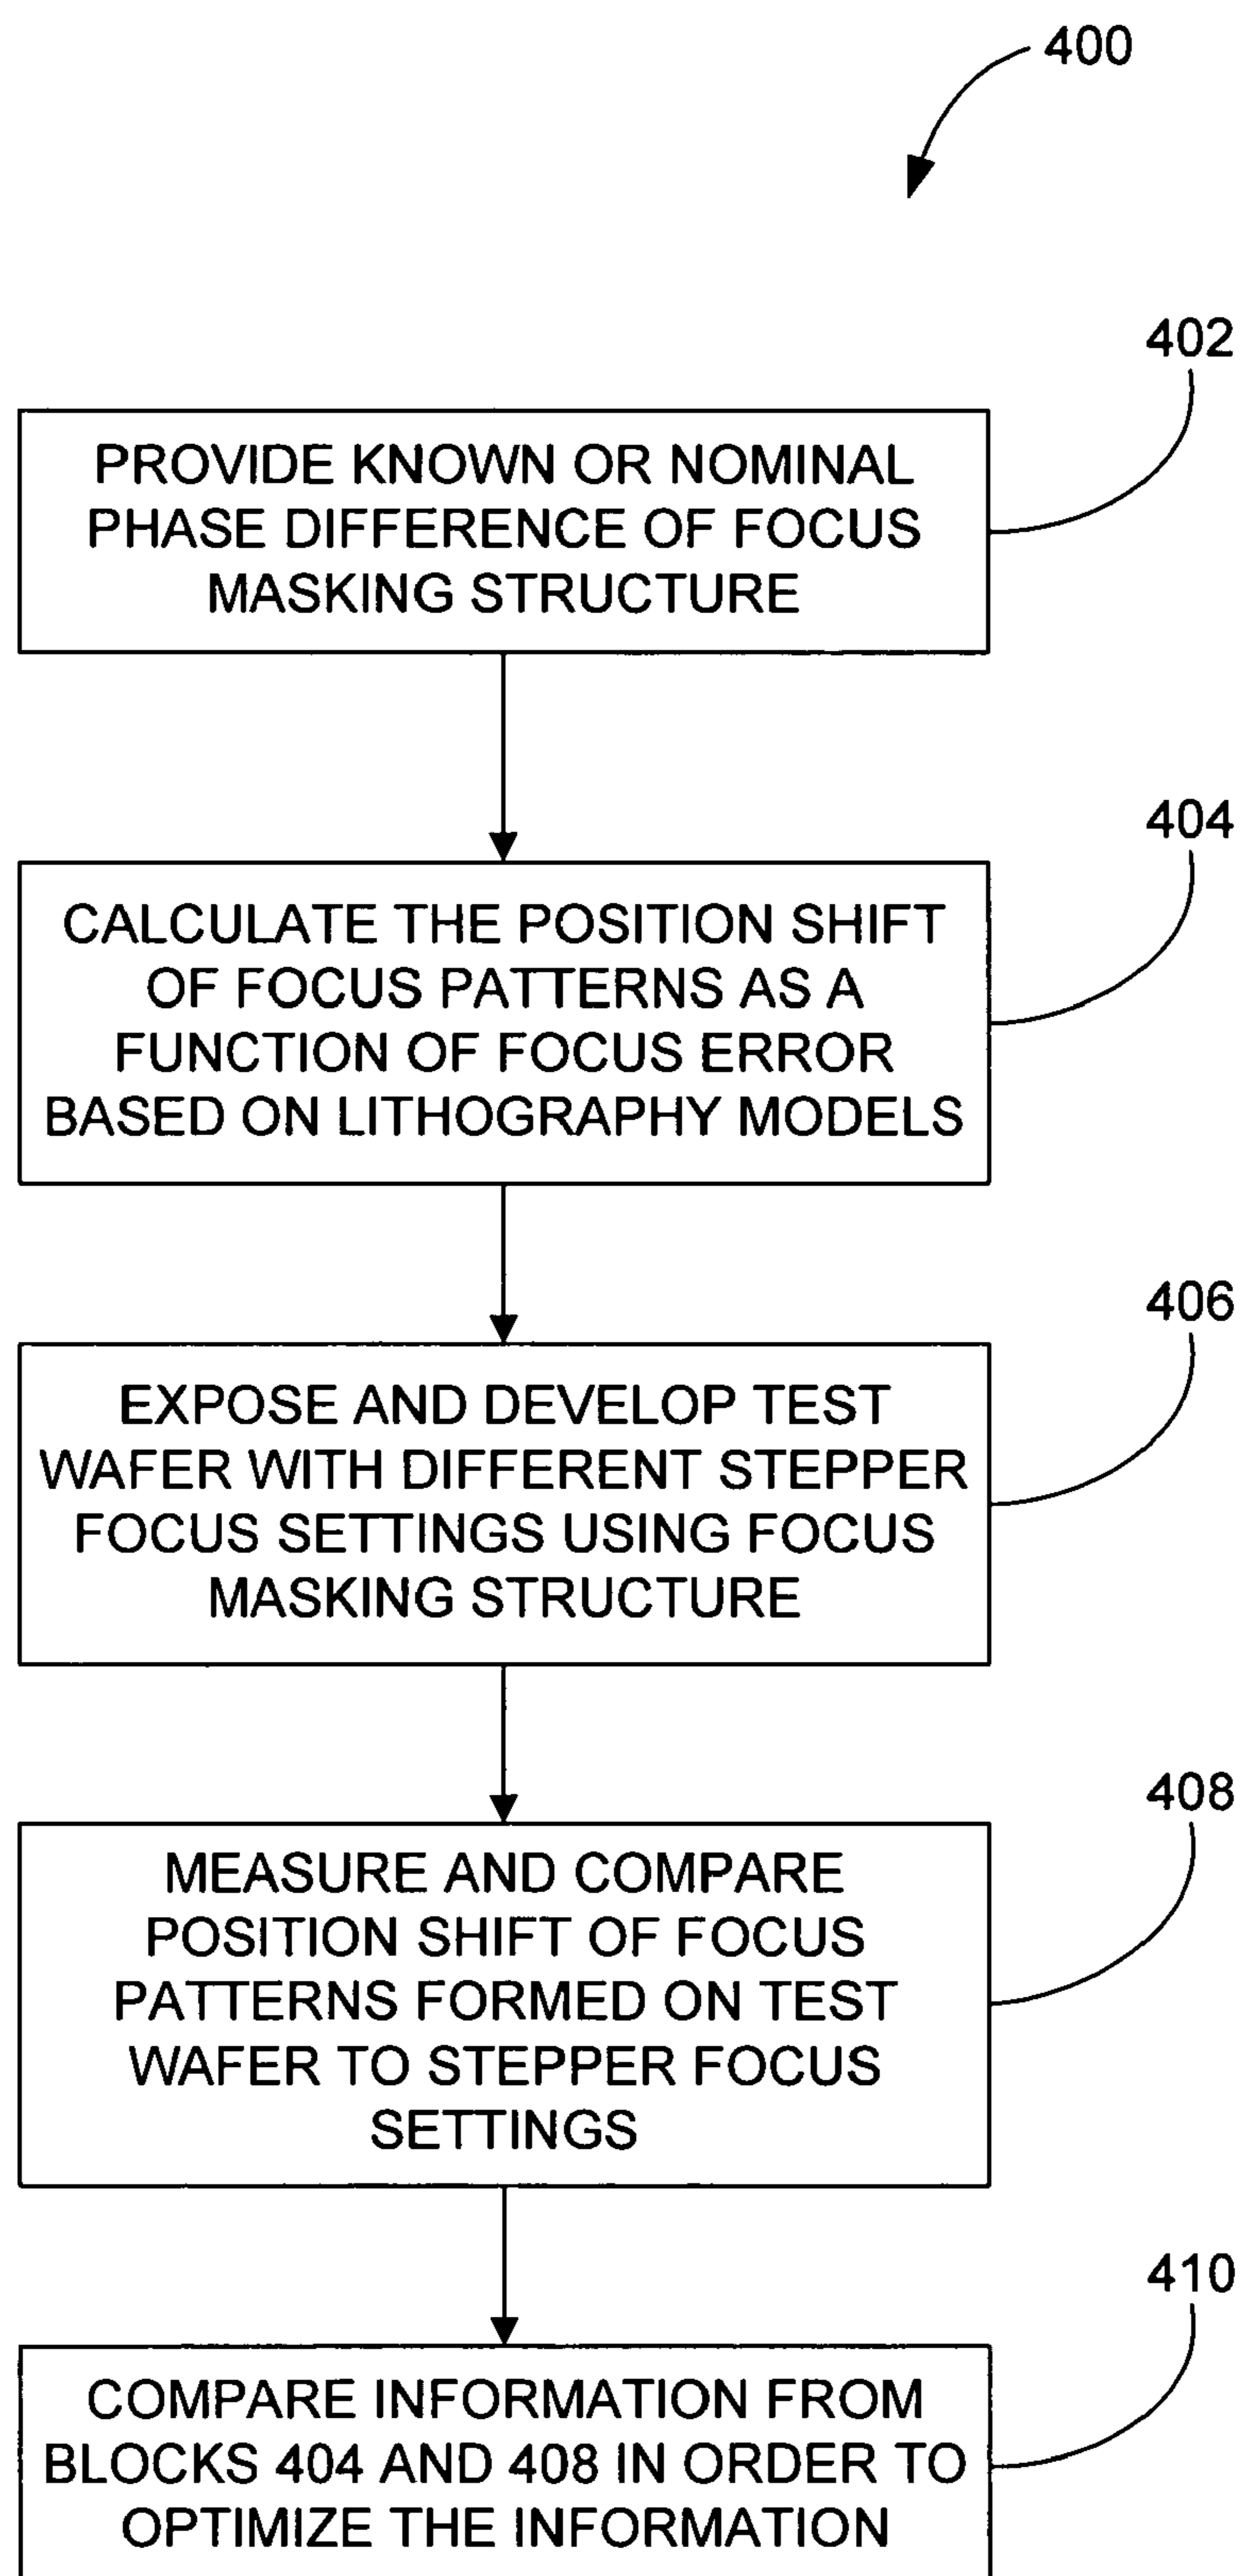 400
402
PROVIDE KNOWN OR NOMINAL
PHASE DIFFERENCE OF FOCUS
MASKING STRUCTURE
404
CALCULATE THE POSITION SHIFT
OF FOCUS PATTERNS AS A
FUNCTION OF FOCUS ERROR
BASED ON LITHOGRAPHY MODELS
406
EXPOSE AND DEVELOP TEST
WAFER WITH DIFFERENT STEPPER
FOCUS SETTINGS USING FOCUS
MASKING STRUCTURE
408
MEASURE AND COMPARE
POSITION SHIFT OF FOCUS
PATTERNS FORMED ON TEST
WAFER TO STEPPER FOCUS
SETTINGS
410
COMPARE INFORMATION FROM
BLOCKS 404 AND 408 IN ORDER TO
OPTIMIZE THE INFORMATION